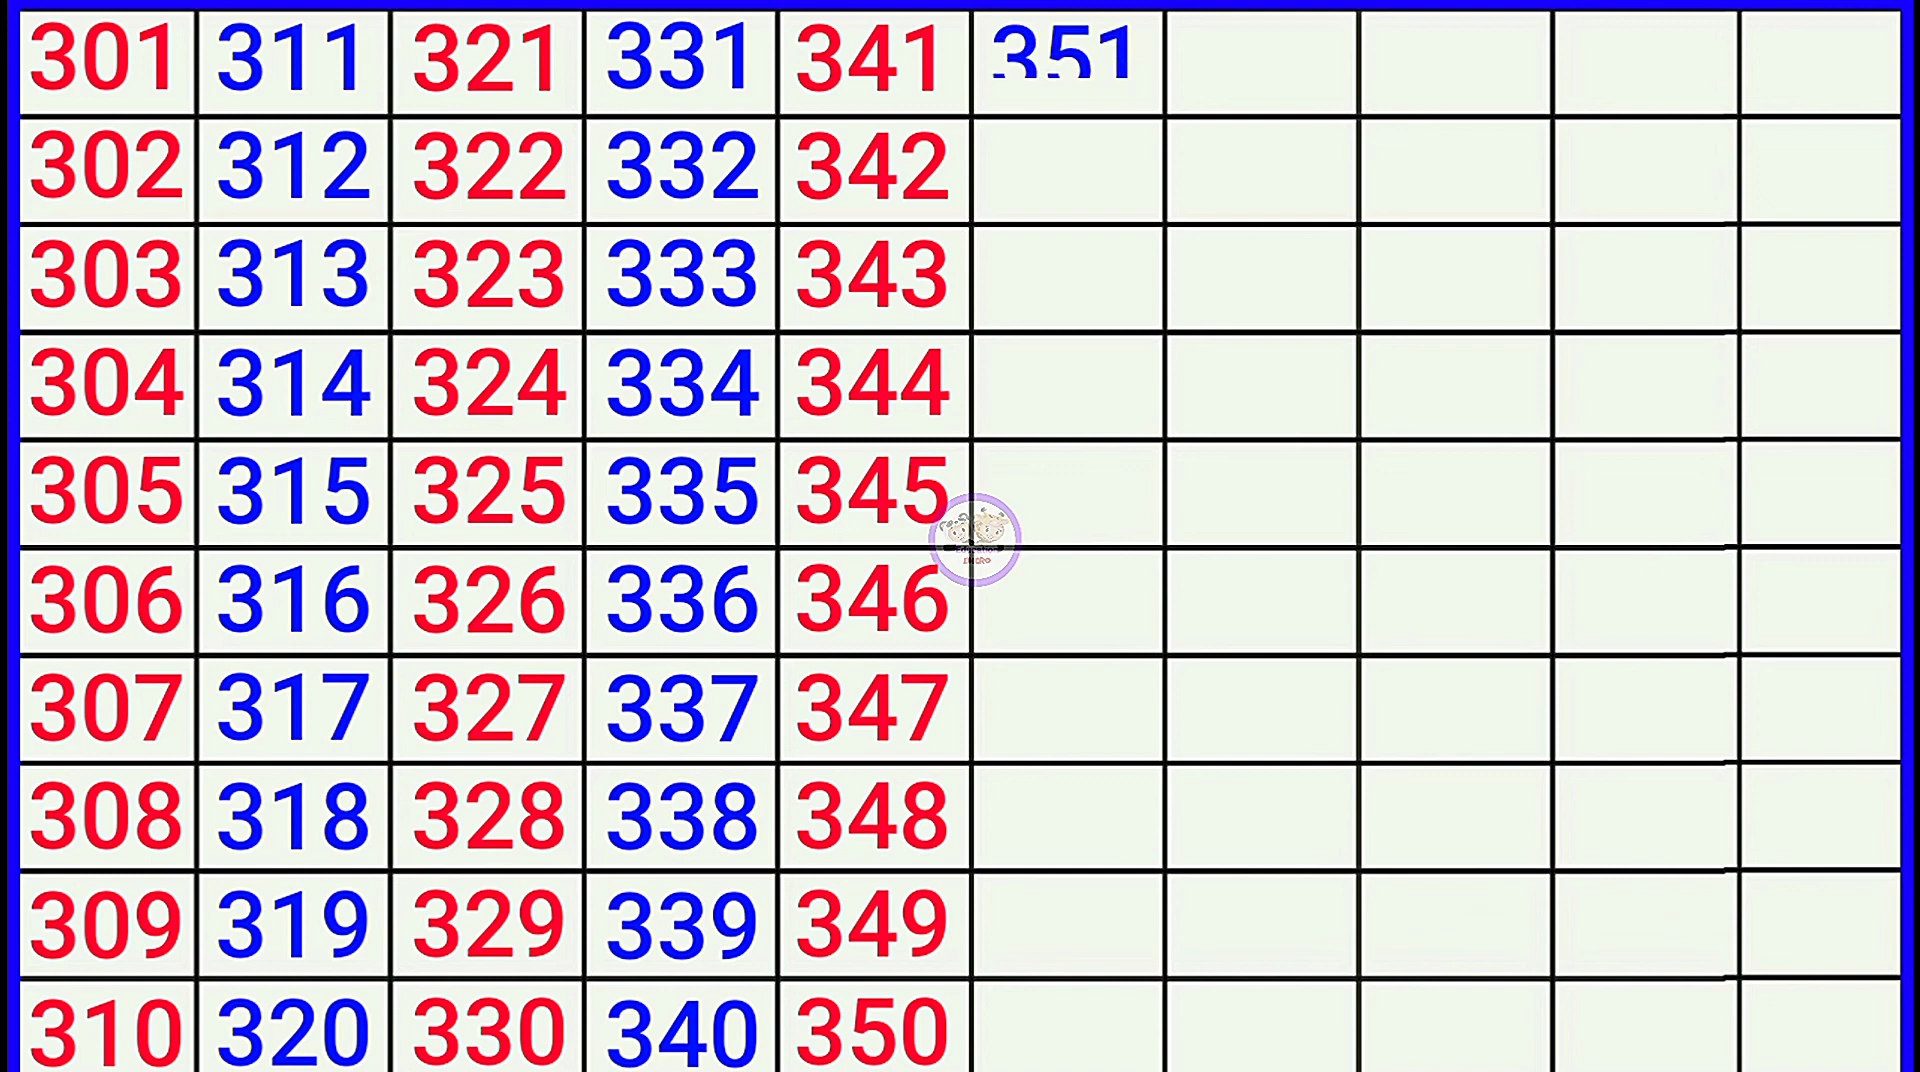 301 311 321 331 341 351
302 312 322 332 342
303 313 323 333 343
304 314 324 334 344
305 315 325 335 345
306 316 326 336 346
307 317 327 337 347
308 318 328 338 348
309 319 329 339 349
310 320 330 340 350
Education